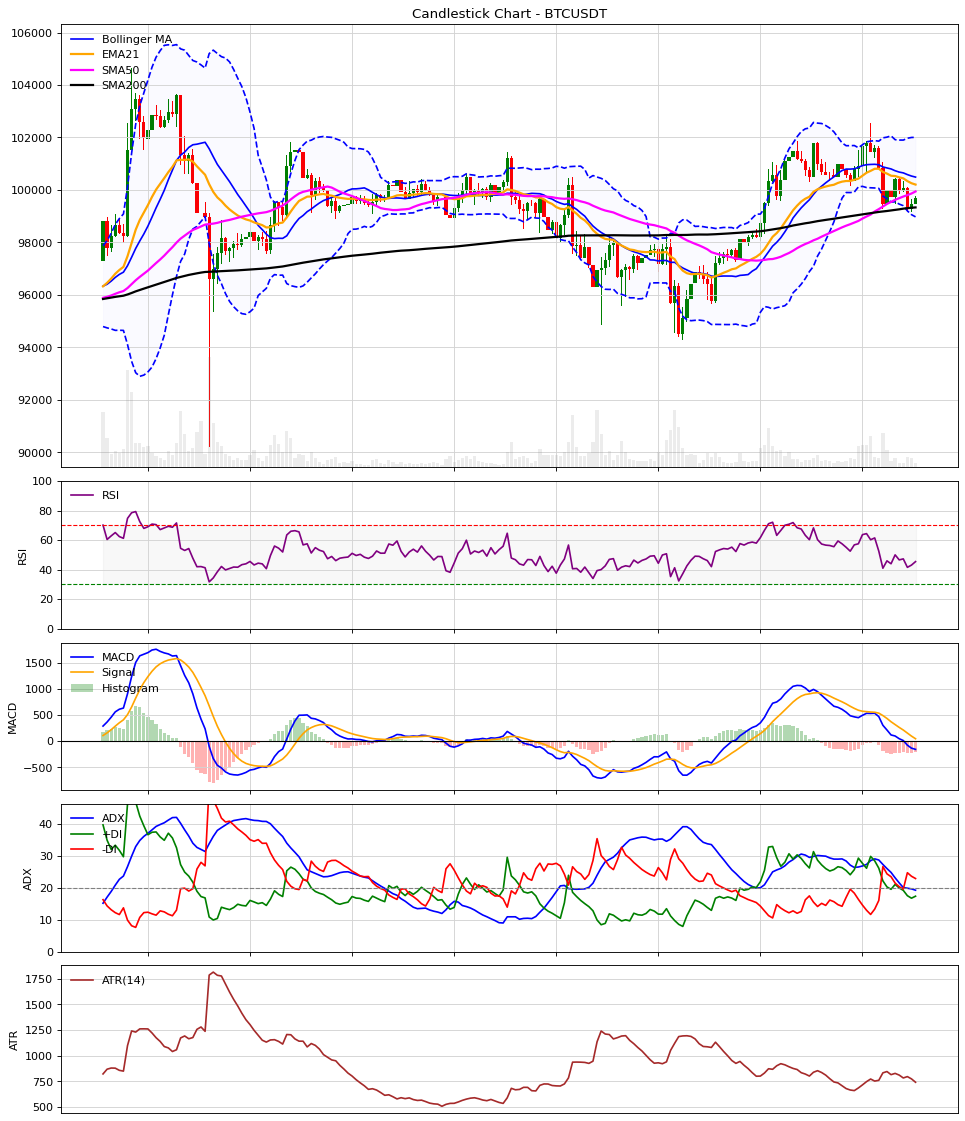 Candlestick Chart - BTCUSDT
106000
104000
102000
100000
98000
96000
94000
92000
90000
Bollinger MA
EMA21
SMA50
SMA200
100
80
60
40
20
0
RSI
RSI
1500
1000
500
0
−500
MACD
MACD
Signal
Histogram
40
30
20
10
0
ADX
ADX
+DI
-DI
1750
1500
1250
1000
750
500
ATR
ATR(14)